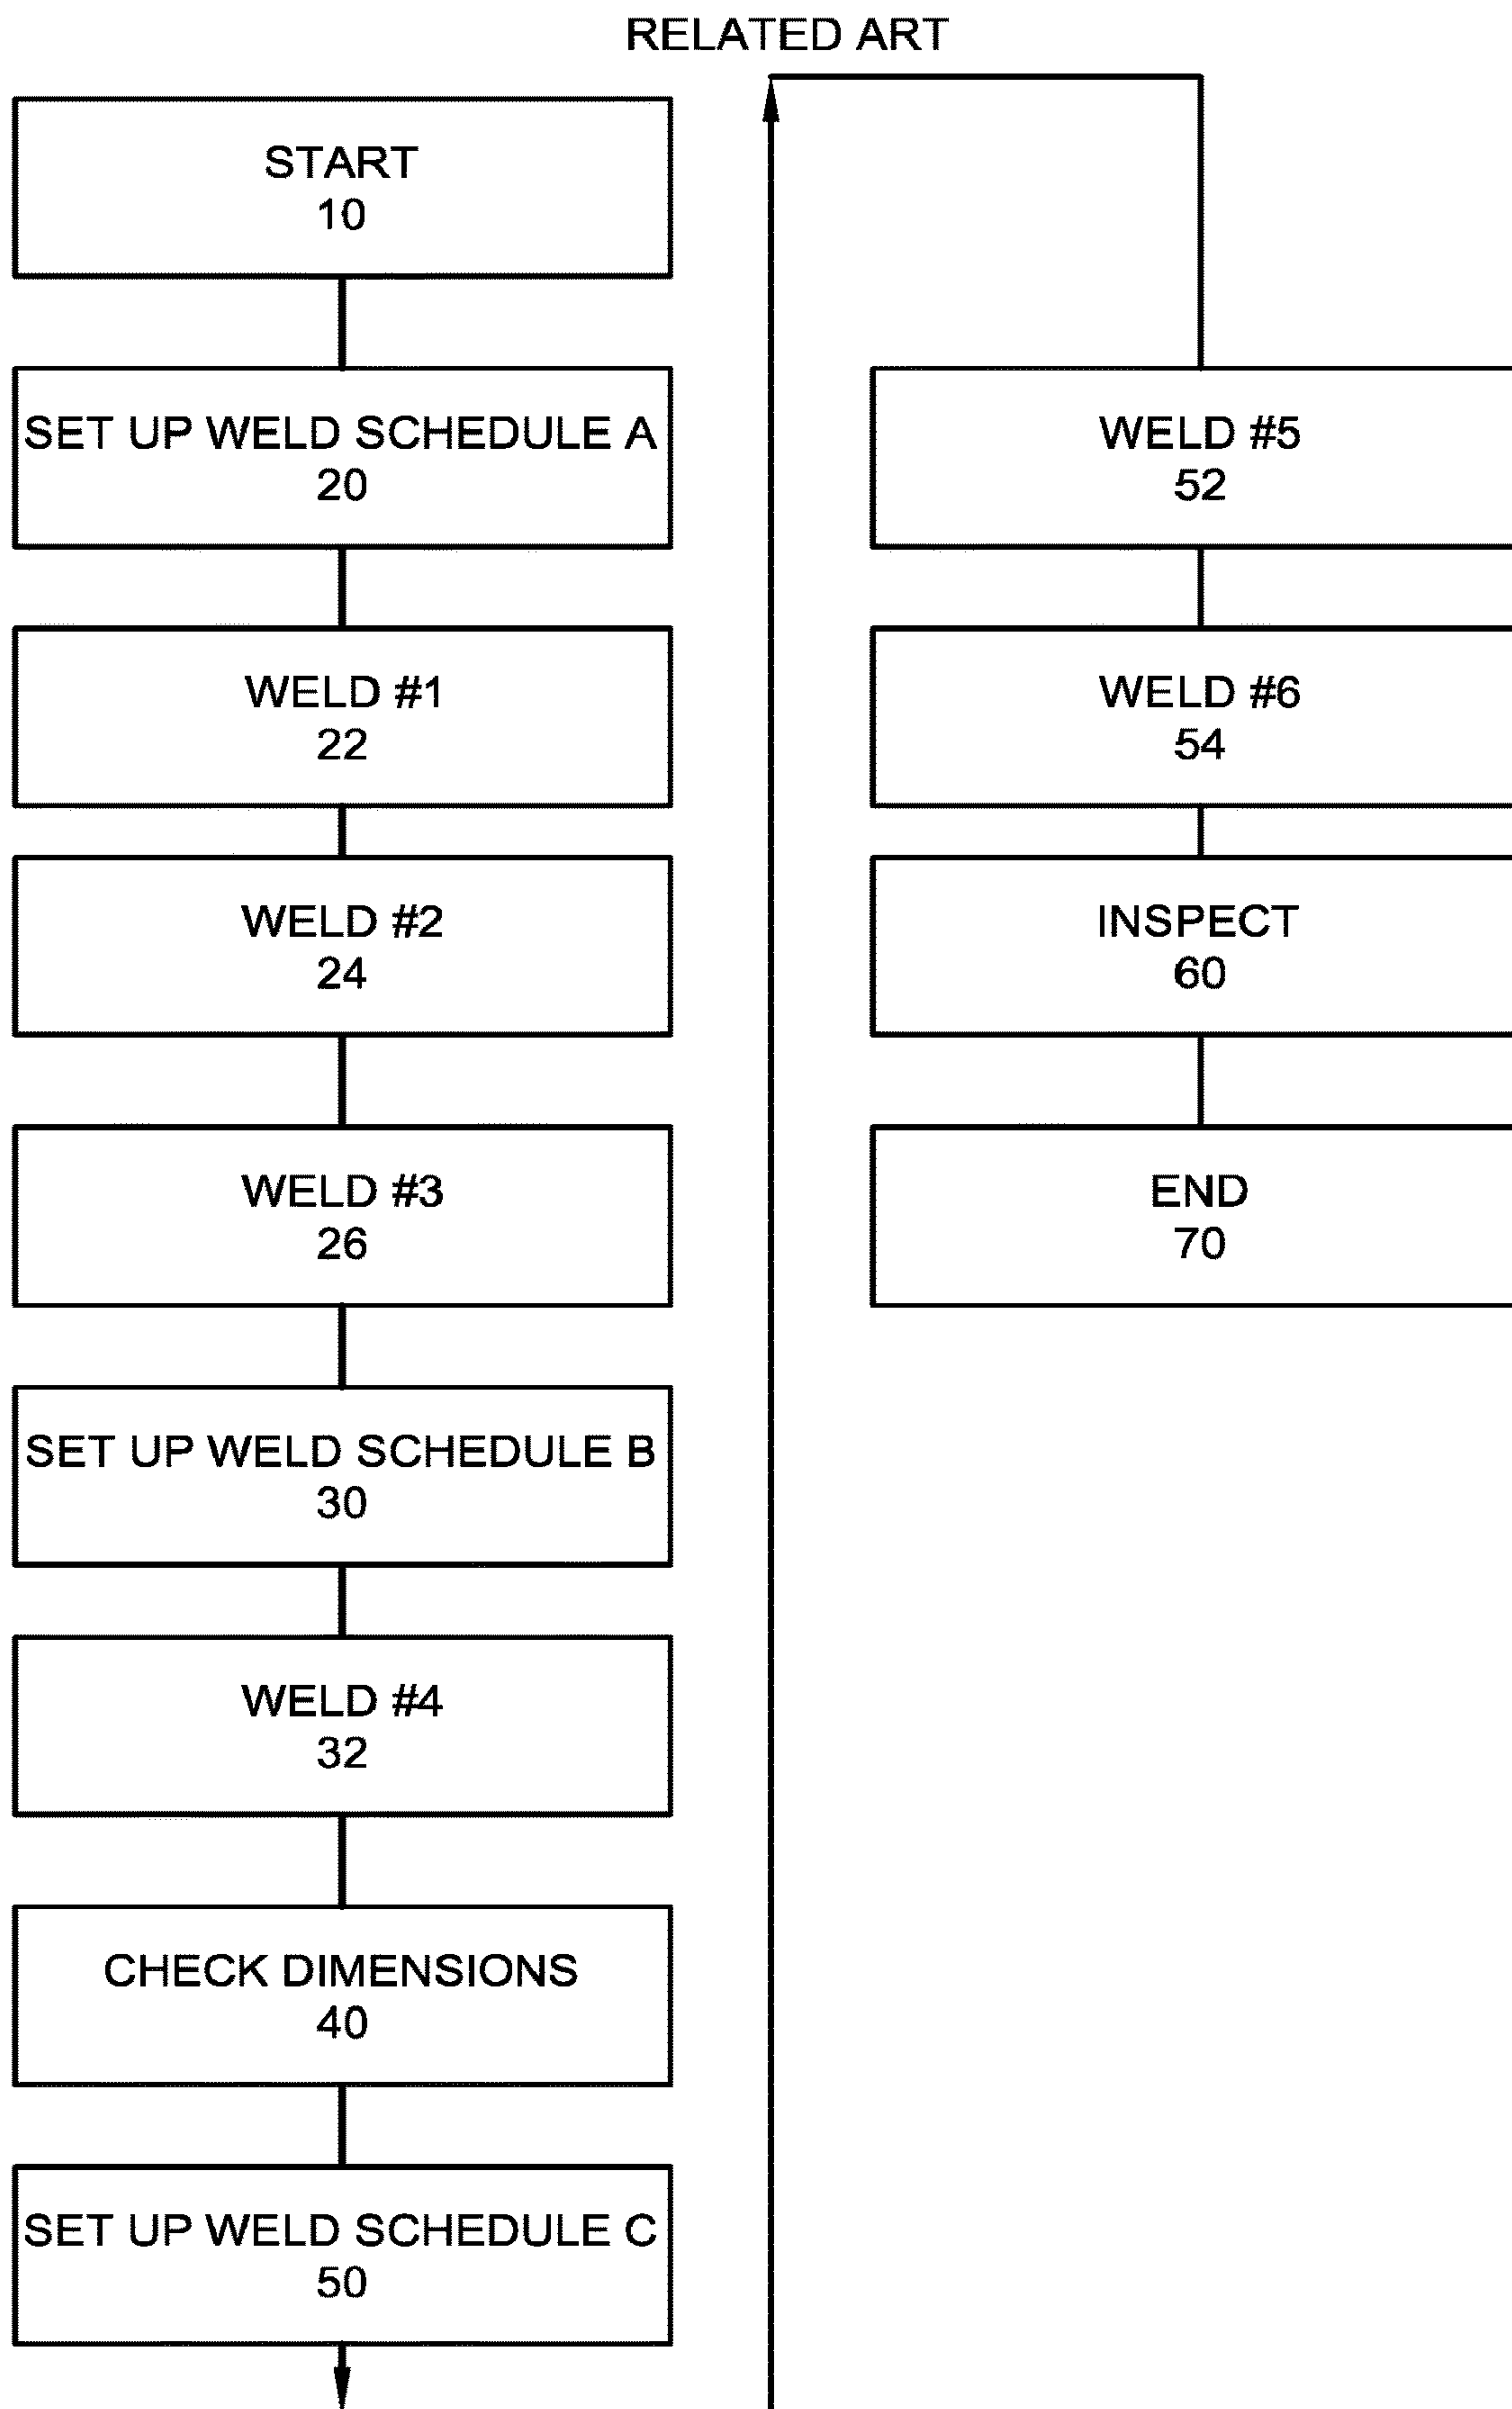 RELATED ART
START
10
SET UP WELD SCHEDULE A
20
WELD #1
22
WELD #2
24
WELD #3
26
SET UP WELD SCHEDULE B
30
WELD #4
32
CHECK DIMENSIONS
40
SET UP WELD SCHEDULE C
50
WELD #5
52
WELD #6
54
INSPECT
60
END
70